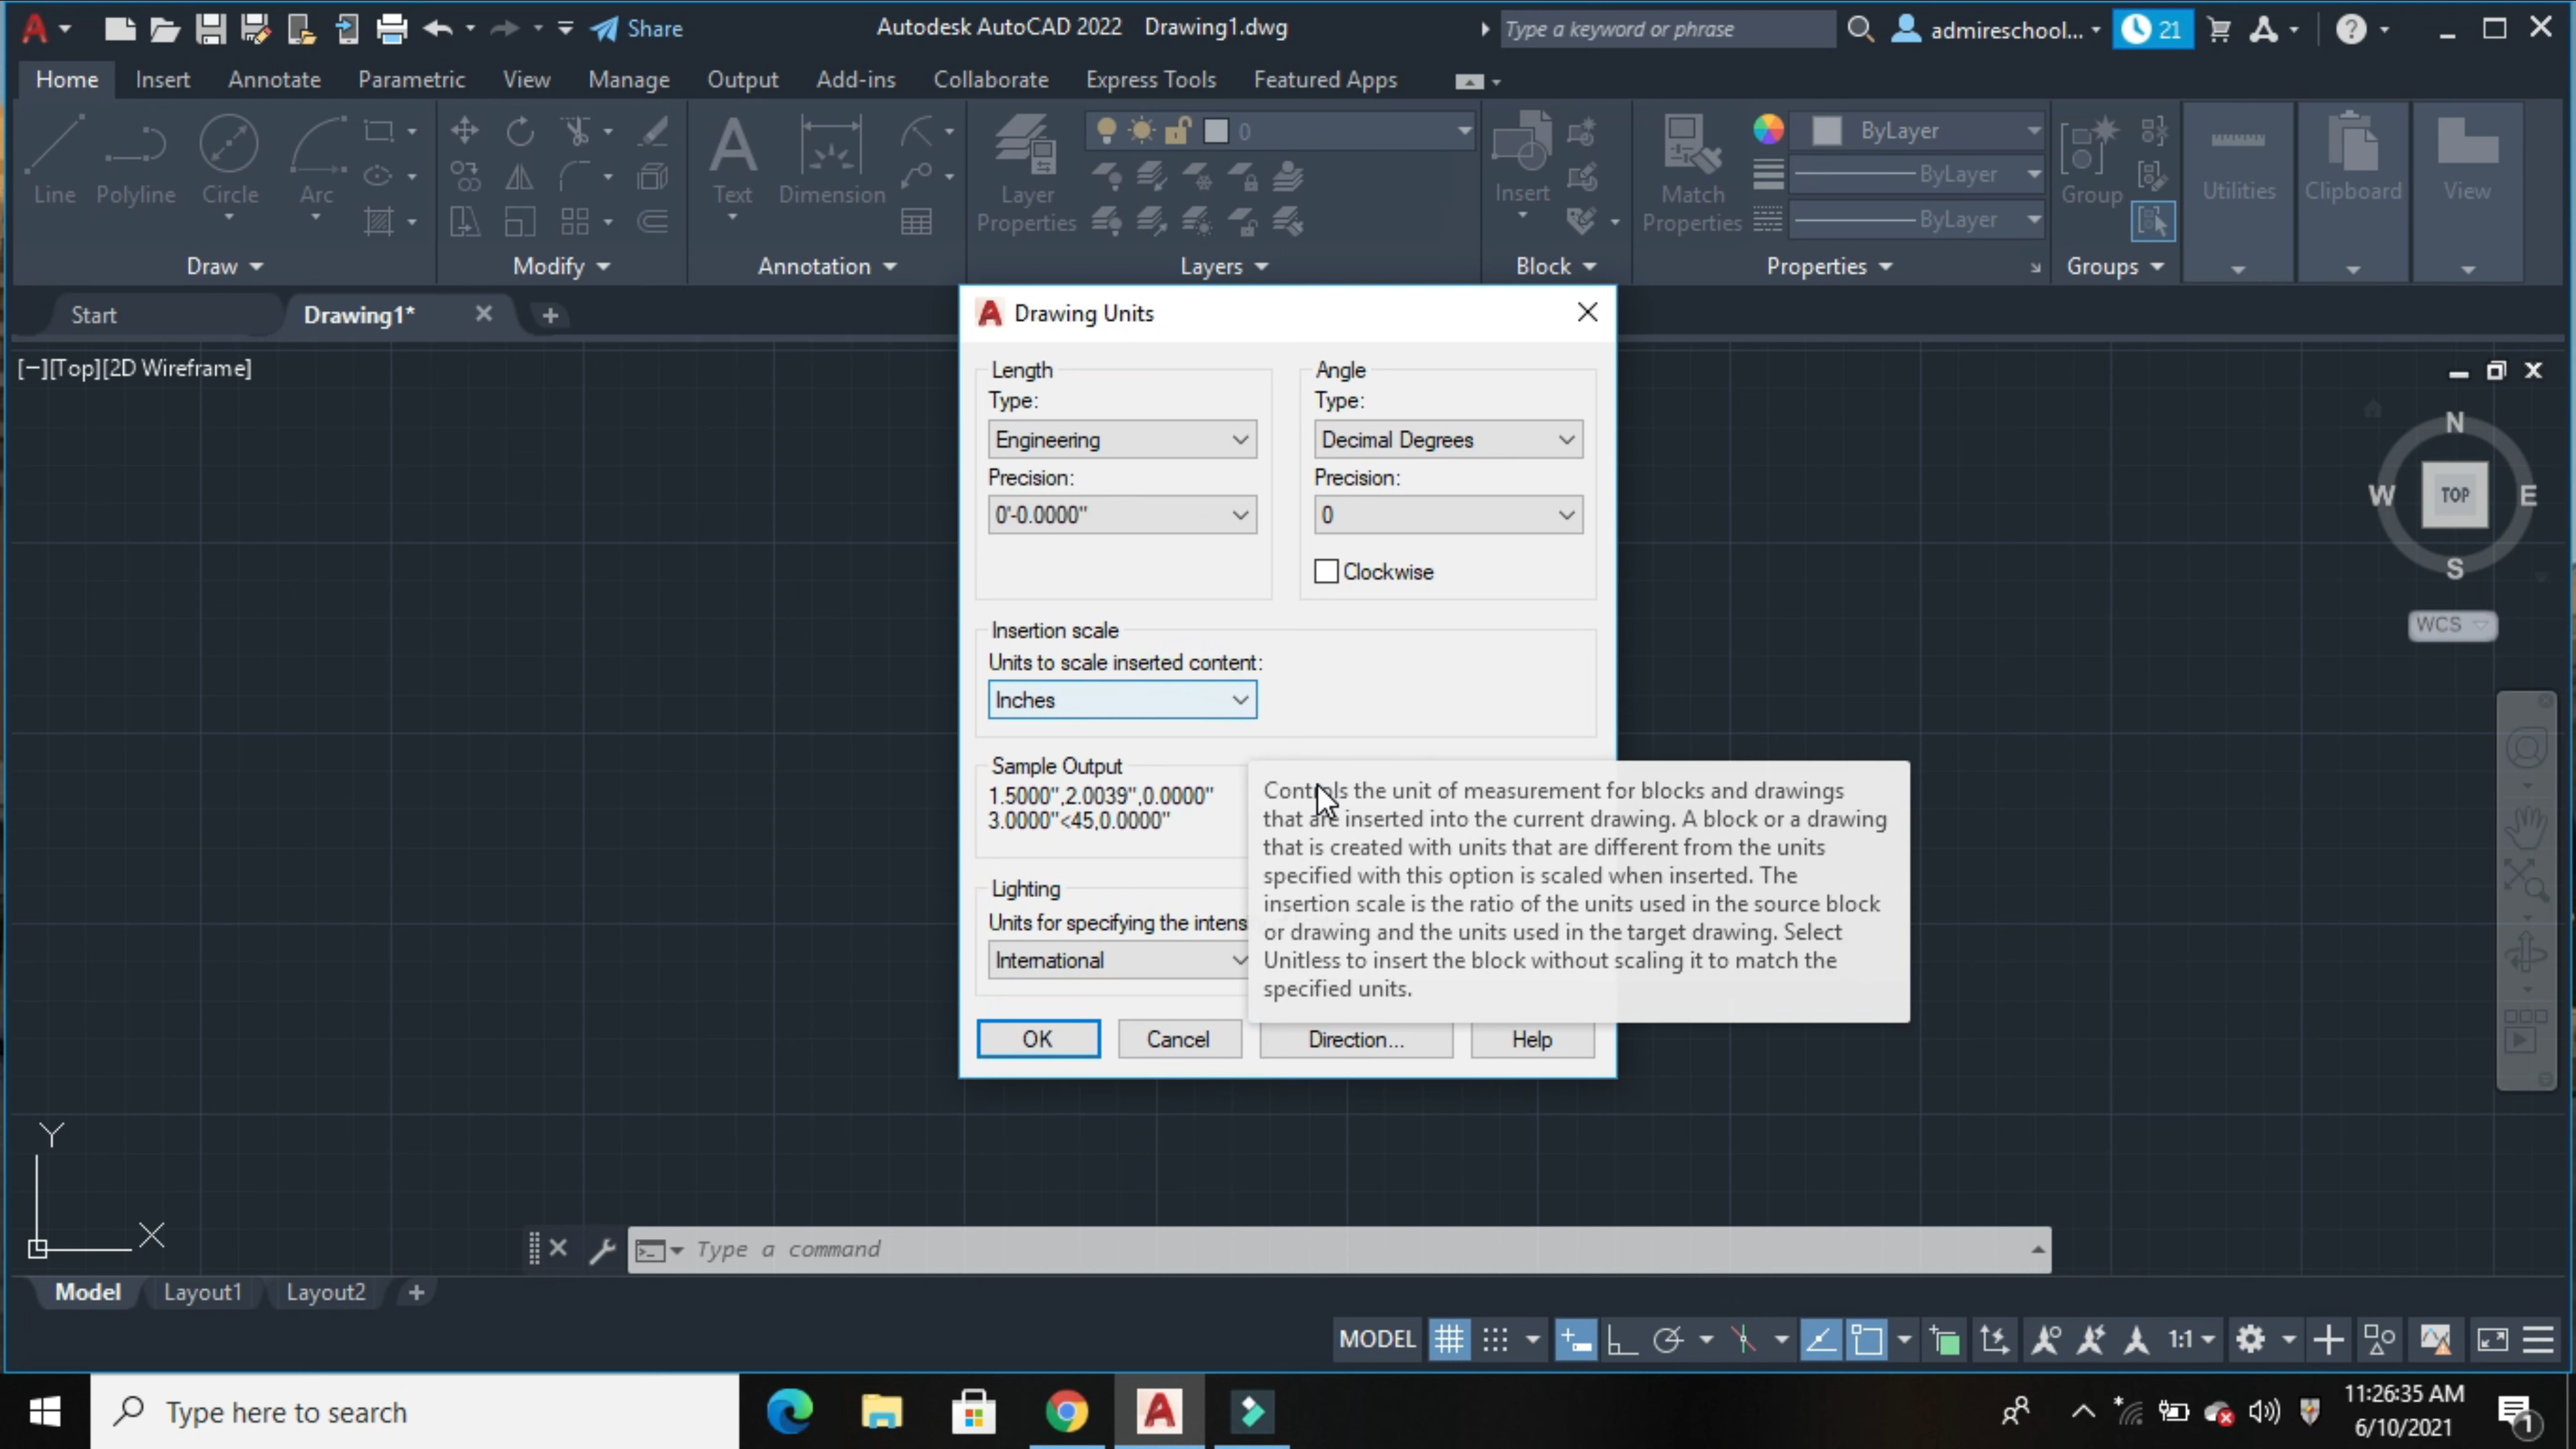 Share
Autodesk AutoCAD 2022 Drawing1.dwg
Type a keyword or phrase
admireschool...
21
Home Insert Annotate Parametric View Manage Output Add-ins Collaborate Express Tools Featured Apps
0
ByLayer
ByLayer
ByLayer
Line Polyline Circle Arc
Text Dimension
Layer
Properties
Insert
Match
Properties
Group
Utilities
Clipboard
View
Draw Modify Annotation Layers Block Properties Groups
Start Drawing1*
[−][Top][2D Wireframe]
N
W TOP E
S
WCS
Drawing Units
Length
Type:
Engineering
Precision:
0'-0.0000"
Angle
Type:
Decimal Degrees
Precision:
0
Clockwise
Insertion scale
Units to scale inserted content:
Inches
Sample Output
1.5000",2.0039",0.0000"
3.0000"<45,0.0000"
Lighting
Units for specifying the intens
International
Controls the unit of measurement for blocks and drawings
that are inserted into the current drawing. A block or a drawing
that is created with units that are different from the units
specified with this option is scaled when inserted. The
insertion scale is the ratio of the units used in the source block
or drawing and the units used in the target drawing. Select
Unitless to insert the block without scaling it to match the
specified units.
OK Cancel Direction... Help
Y
X
Type a command
Model Layout1 Layout2
MODEL 1:1
Type here to search
11:26:35 AM
6/10/2021
1